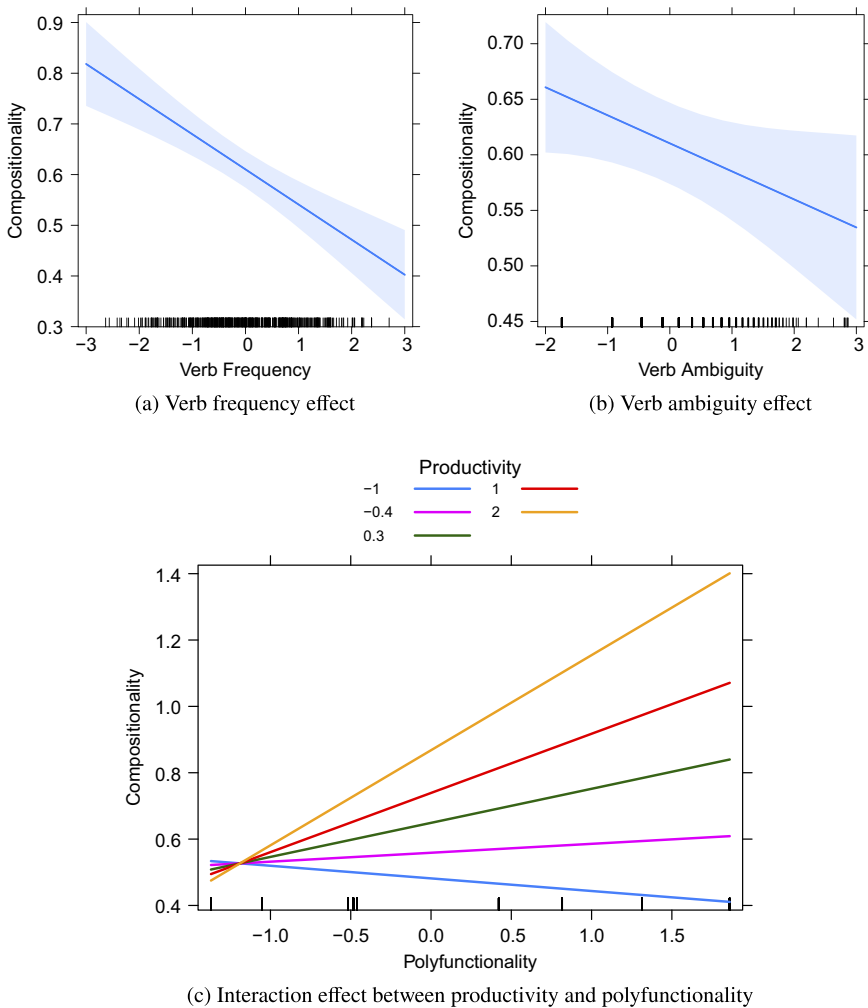 0.9
0.8
0.7
0.6
0.5
0.4
0.3
Compositionality
−3 −2 −1 0 1 2 3
Verb Frequency
(a) Verb frequency effect
0.70
0.65
0.60
0.55
0.50
0.45
Compositionality
−2 −1 0 1 2 3
Verb Ambiguity
(b) Verb ambiguity effect
Productivity
−1 1
−0.4 2
0.3
1.4
1.2
1.0
0.8
0.6
0.4
Compositionality
−1.0 −0.5 0.0 0.5 1.0 1.5
Polyfunctionality
(c) Interaction effect between productivity and polyfunctionality